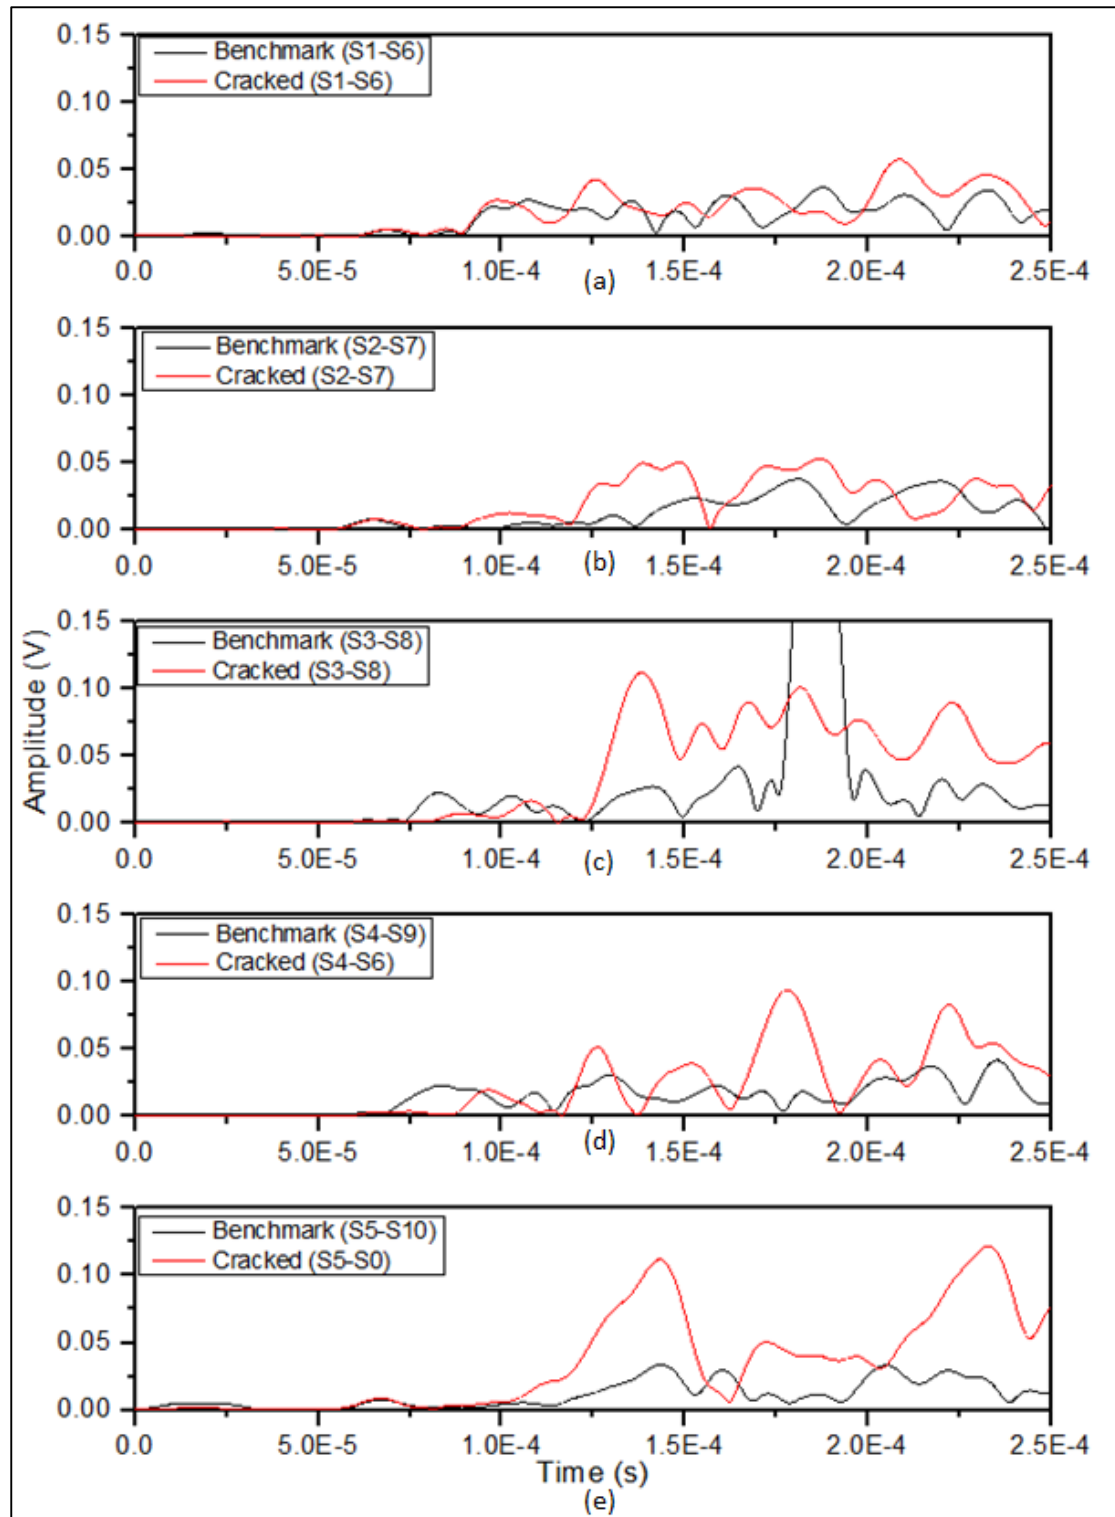 0.15
Benchmark (S1-S6)
Cracked (S1-S6)
0.10
0.05
0.00
0.0 5.0E-5 1.0E-4 1.5E-4 2.0E-4 2.5E-4
(a)
0.15
Benchmark (S2-S7)
Cracked (S2-S7)
0.10
0.05
0.00
0.0 5.0E-5 1.0E-4 1.5E-4 2.0E-4 2.5E-4
(b)
Amplitude (V)
0.15
Benchmark (S3-S8)
Cracked (S3-S8)
0.10
0.05
0.00
0.0 5.0E-5 1.0E-4 1.5E-4 2.0E-4 2.5E-4
(c)
0.15
Benchmark (S4-S9)
Cracked (S4-S6)
0.10
0.05
0.00
0.0 5.0E-5 1.0E-4 1.5E-4 2.0E-4 2.5E-4
(d)
0.15
Benchmark (S5-S10)
Cracked (S5-S0)
0.10
0.05
0.00
0.0 5.0E-5 1.0E-4 1.5E-4 2.0E-4 2.5E-4
Time (s)
(e)